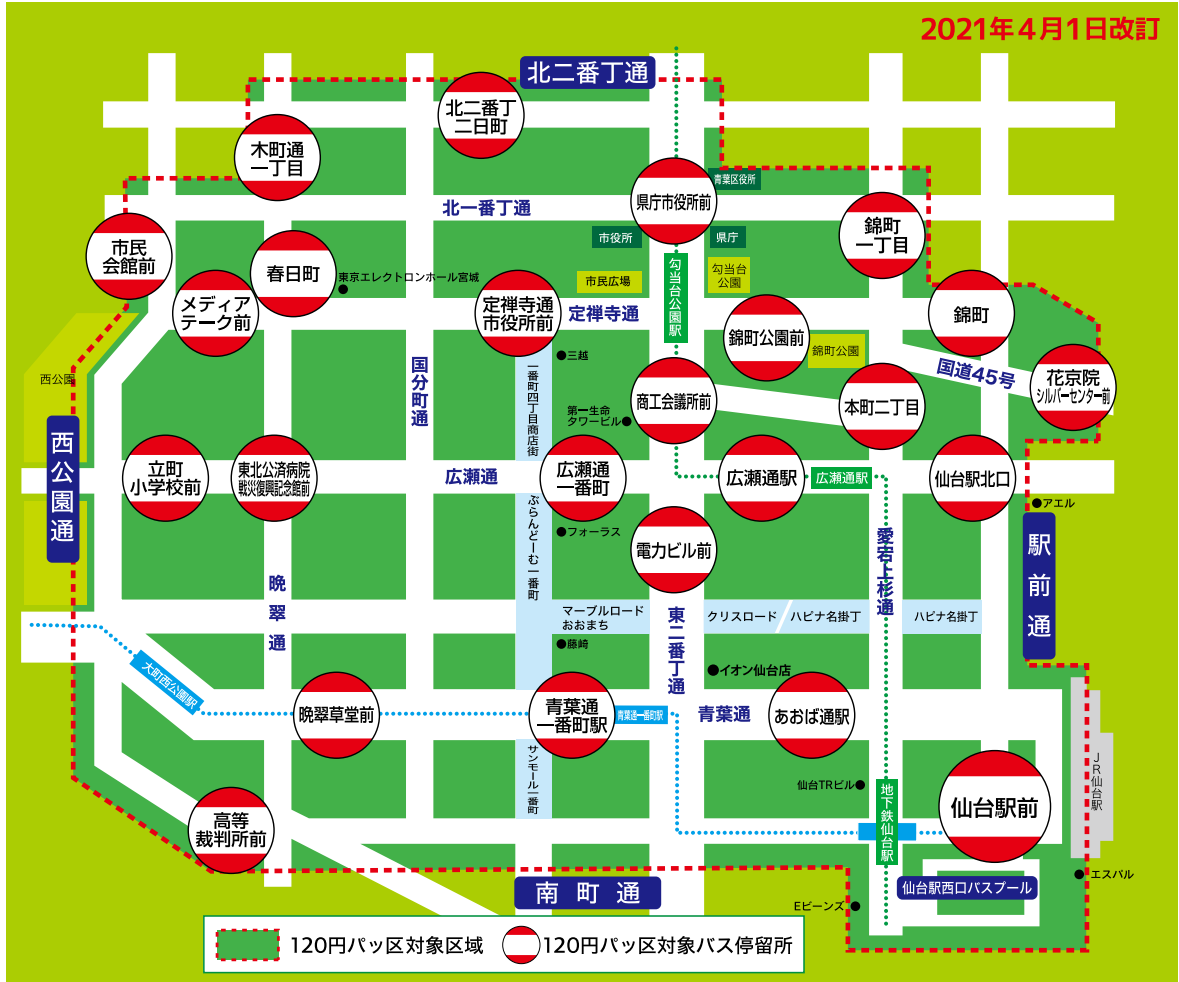 2021年4月1日改訂
北二番丁通
北二番丁
二日町
木町通
一丁目
青葉区役所
県庁市役所前
北一番丁通
錦町
一丁目
市役所
県庁
市民
会館前
春日町
東京エレクトロンホール宮城
市民広場
勾当台
公園
勾当台公園駅
メディア
テーク前
定禅寺通
市役所前
定禅寺通
錦町公園前
錦町公園
錦町
国道45号
花京院
シルバーセンター前
三越
一番町四丁目商店街
国分町通
西公園
西公園通
第一生命
タワービル
商工会議所前
本町二丁目
立町
小学校前
東北公済病院
戦災復興記念館前
広瀬通
広瀬通
一番町
広瀬通駅
広瀬通駅
仙台駅北口
アエル
駅前通
フォーラス
ぶらんどーむ一番町
電力ビル前
愛宕上杉通
晩翠通
マーブルロード
おおまち
東二番丁通
クリスロード
ハピナ名掛丁
ハピナ名掛丁
藤崎
イオン仙台店
大町西公園駅
晩翠草堂前
青葉通
一番町駅
青葉通一番町駅
青葉通
あおば通駅
サンモール一番町
仙台TRビル
地下鉄仙台駅
仙台駅前
JR仙台駅
高等
裁判所前
南町通
仙台駅西口バスプール
エスパル
Eビーンズ
120円パッ区対象区域
120円パッ区対象バス停留所